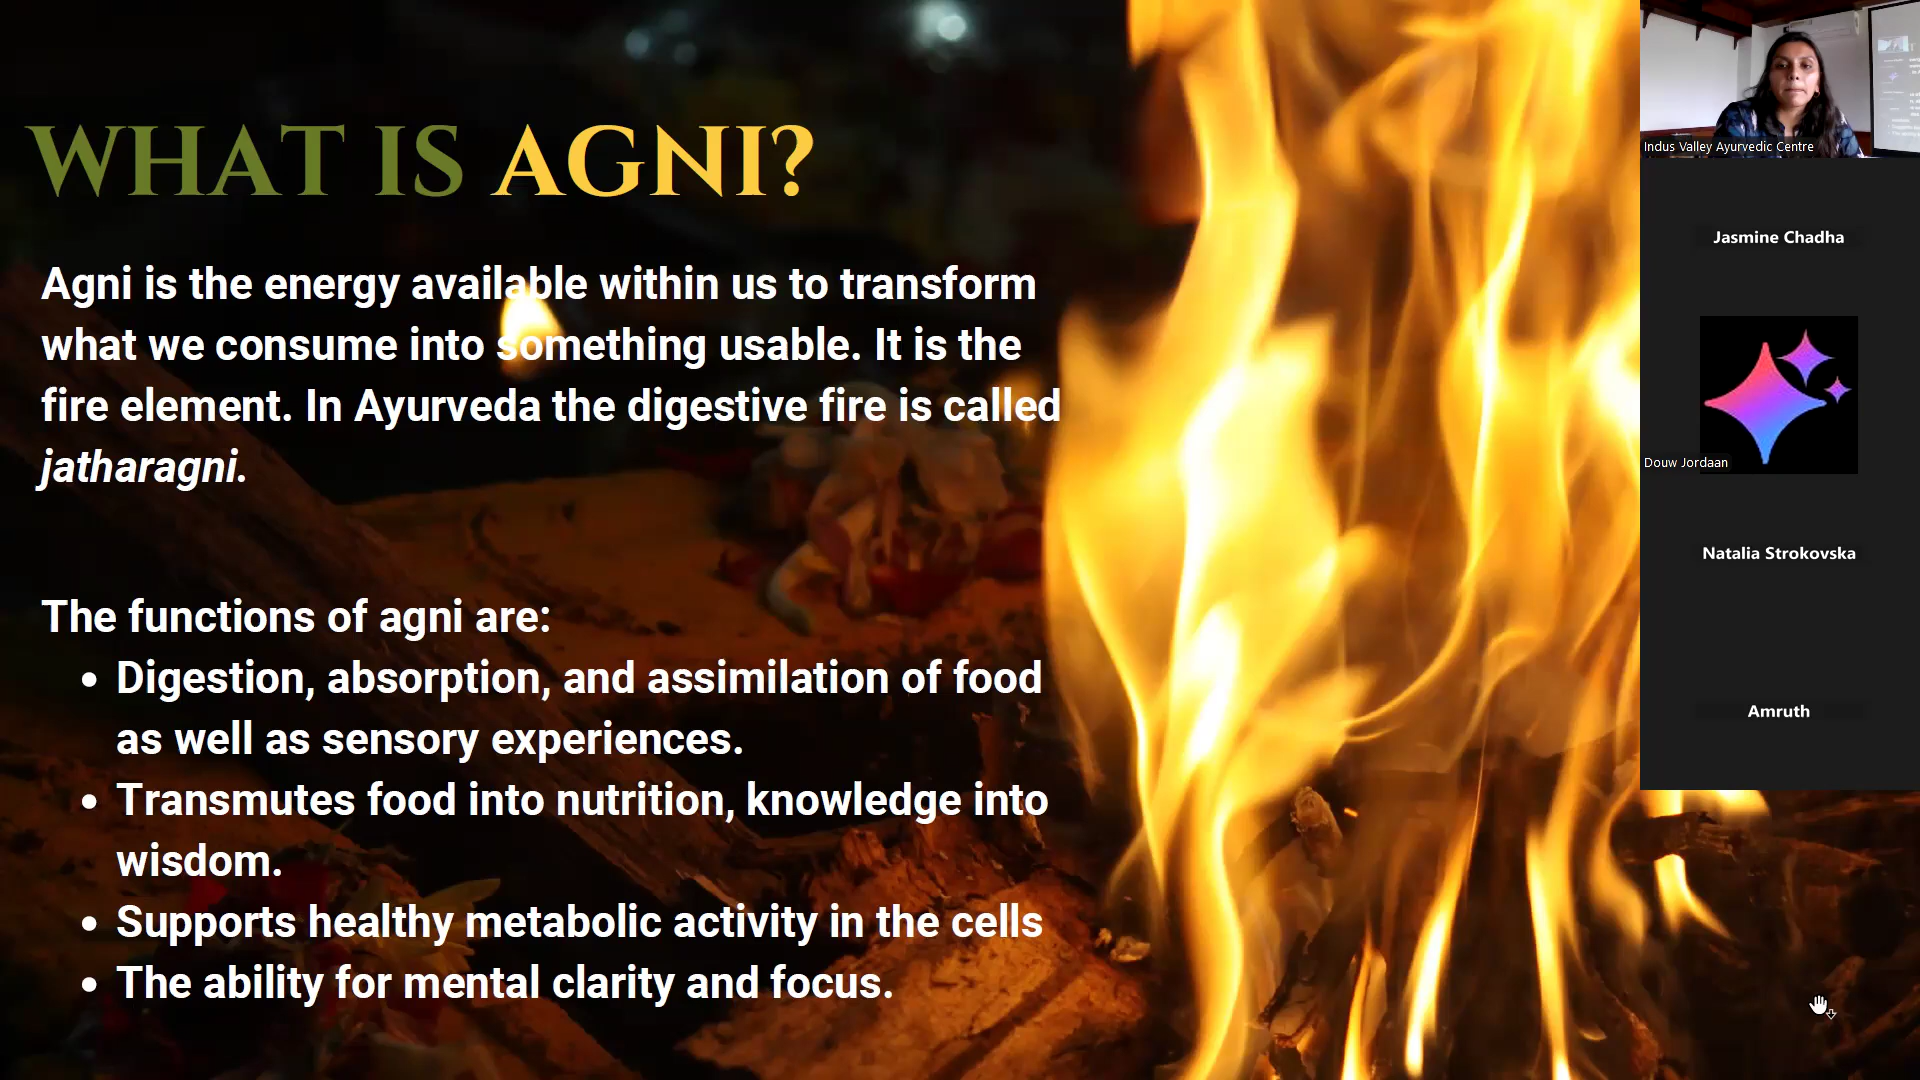 WHAT IS AGNI?
Agni is the energy available within us to transform
what we consume into something usable. It is the
fire element. In Ayurveda the digestive fire is called
jatharagni.
The functions of agni are:
• Digestion, absorption, and assimilation of food
as well as sensory experiences.
• Transmutes food into nutrition, knowledge into
wisdom.
• Supports healthy metabolic activity in the cells
• The ability for mental clarity and focus.
Indus Valley Ayurvedic Centre
Jasmine Chadha
Douw Jordaan
Natalia Strokovska
Amruth